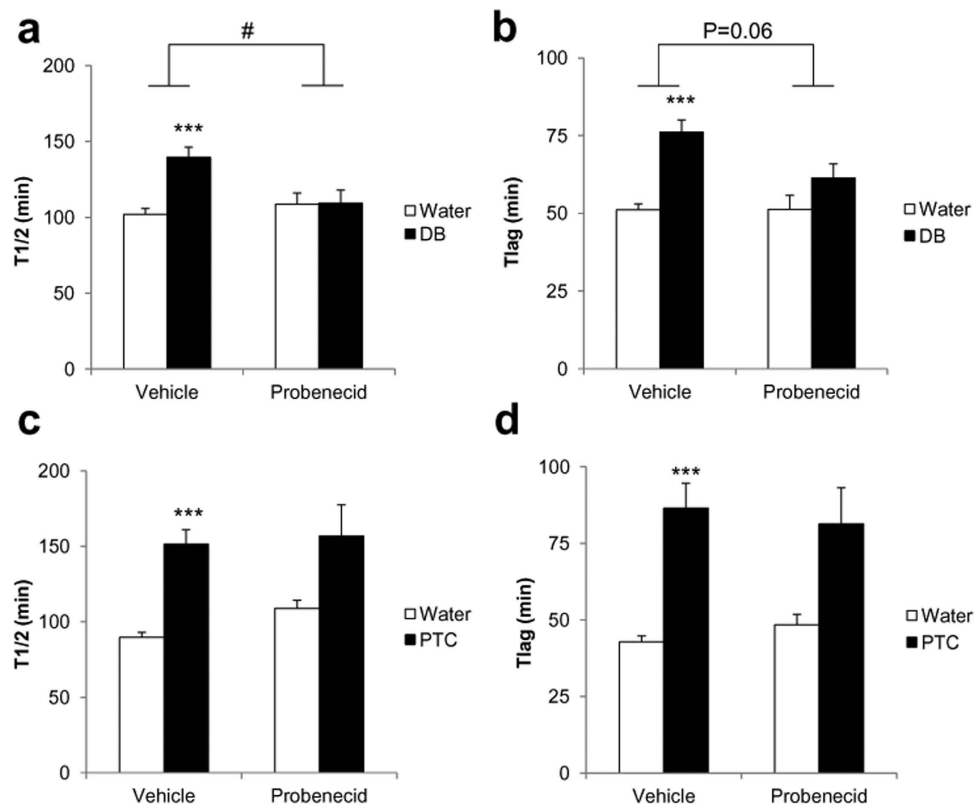 a
#
200
150
100
50
0
T1/2 (min)
***
Water
DB
Vehicle
Probenecid
b
P=0.06
100
75
50
25
0
Tlag (min)
***
Water
DB
Vehicle
Probenecid
c
200
150
100
50
0
T1/2 (min)
***
Water
PTC
Vehicle
Probenecid
d
100
75
50
25
0
Tlag (min)
***
Water
PTC
Vehicle
Probenecid